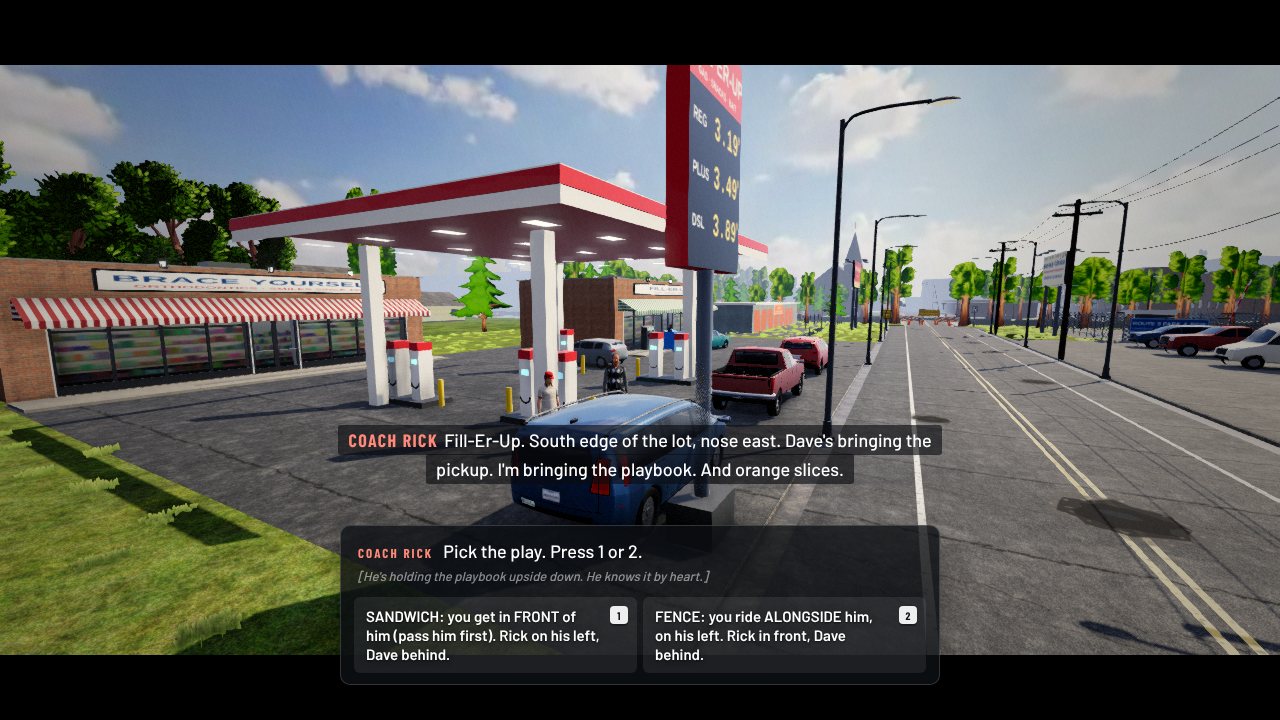 ER-UP
REG 3.19
PLUS 3.49
DSL 3.89
BRACE YOURSELF
COACH RICK Fill-Er-Up. South edge of the lot, nose east. Dave's bringing the
pickup. I'm bringing the playbook. And orange slices.
COACH RICK Pick the play. Press 1 or 2.
[He's holding the playbook upside down. He knows it by heart.]
SANDWICH: you get in FRONT of
him (pass him first). Rick on his left,
Dave behind.
1
FENCE: you ride ALONGSIDE him,
on his left. Rick in front, Dave
behind.
2